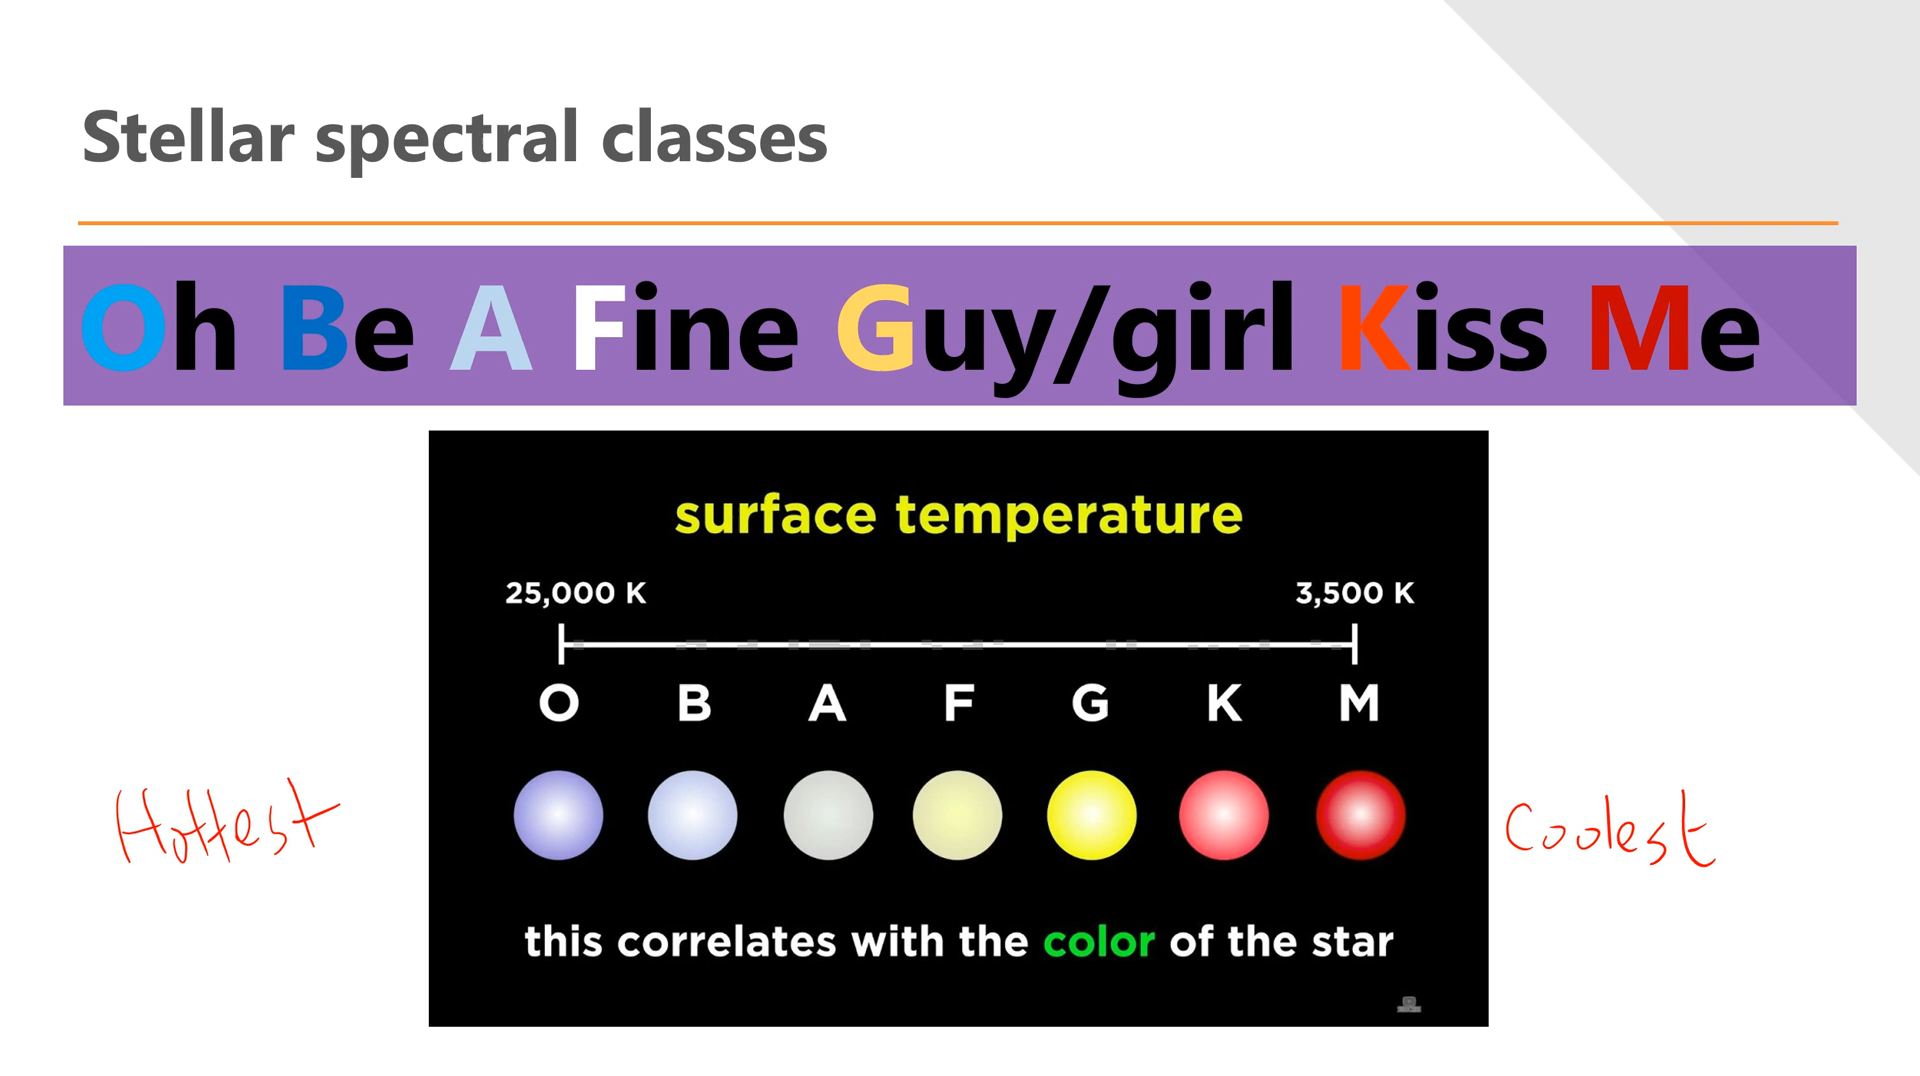 Stellar spectral classes
Oh Be A Fine Guy/girl Kiss Me
surface temperature
25,000 K 3,500 K
O B A F G K M
Hottest Coolest
this correlates with the color of the star